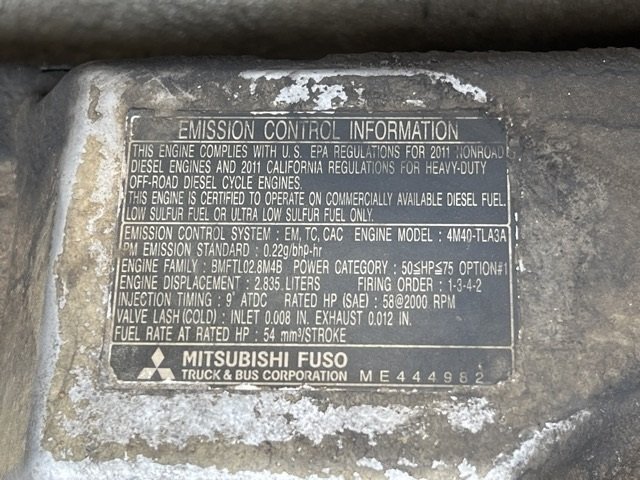 EMISSION CONTROL INFORMATION
THIS ENGINE COMPLIES WITH U.S. EPA REGULATIONS FOR 2011 NONROAD
DIESEL ENGINES AND 2011 CALIFORNIA REGULATIONS FOR HEAVY-DUTY
OFF-ROAD DIESEL CYCLE ENGINES.
THIS ENGINE IS CERTIFIED TO OPERATE ON COMMERCIALLY AVAILABLE DIESEL FUEL.
LOW SULFUR FUEL OR ULTRA LOW SULFUR FUEL ONLY.
EMISSION CONTROL SYSTEM : EM, TC, CAC ENGINE MODEL : 4M40-TLA3A
PM EMISSION STANDARD : 0.22g/bhp-hr
ENGINE FAMILY : BMFTL02.8M4B POWER CATEGORY : 50≦HP≦75 OPTION#1
ENGINE DISPLACEMENT : 2.835 LITERS FIRING ORDER : 1-3-4-2
INJECTION TIMING : 9° ATDC RATED HP (SAE) : 58@2000 RPM
VALVE LASH (COLD) : INLET 0.008 IN. EXHAUST 0.012 IN.
FUEL RATE AT RATED HP : 54 mm³/STROKE
MITSUBISHI FUSO
TRUCK & BUS CORPORATION ME444982